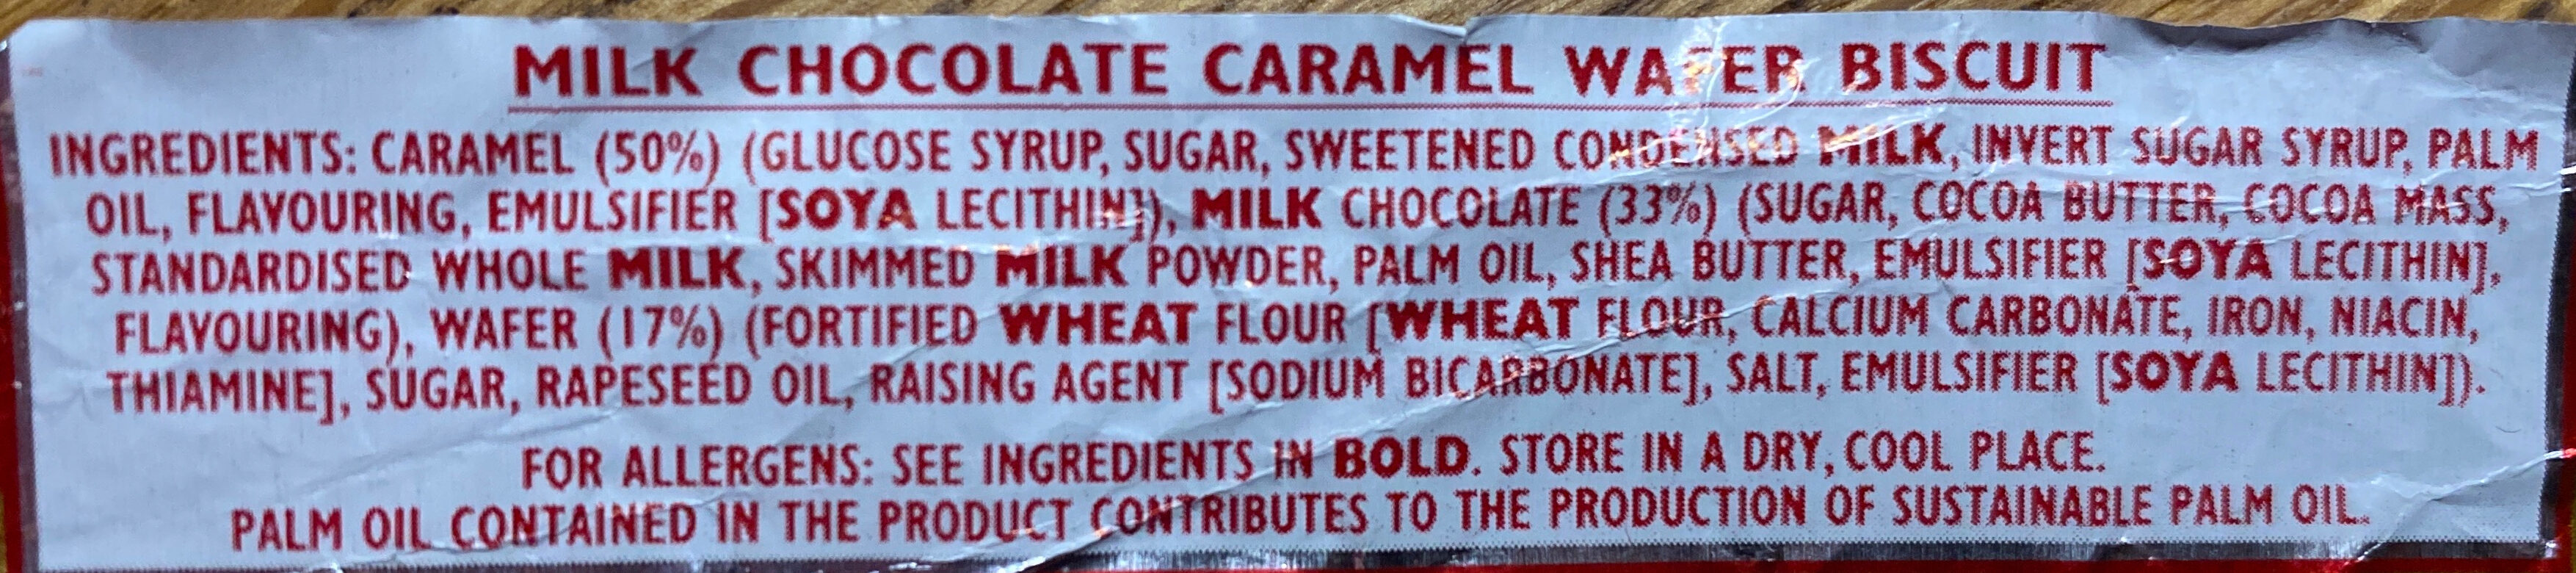 MILK CHOCOLATE CARAMEL WAFER BISCUIT
INGREDIENTS: CARAMEL (50%) (GLUCOSE SYRUP, SUGAR, SWEETENED CONDENSED MILK, INVERT SUGAR SYRUP, PALM
OIL, FLAVOURING, EMULSIFIER [SOYA LECITHIN]), MILK CHOCOLATE (33%) (SUGAR, COCOA BUTTER, COCOA MASS,
STANDARDISED WHOLE MILK, SKIMMED MILK POWDER, PALM OIL, SHEA BUTTER, EMULSIFIER [SOYA LECITHIN],
FLAVOURING), WAFER (17%) (FORTIFIED WHEAT FLOUR [WHEAT FLOUR, CALCIUM CARBONATE, IRON, NIACIN,
THIAMINE], SUGAR, RAPESEED OIL, RAISING AGENT [SODIUM BICARBONATE], SALT, EMULSIFIER [SOYA LECITHIN]).
FOR ALLERGENS: SEE INGREDIENTS IN BOLD. STORE IN A DRY, COOL PLACE.
PALM OIL CONTAINED IN THE PRODUCT CONTRIBUTES TO THE PRODUCTION OF SUSTAINABLE PALM OIL.